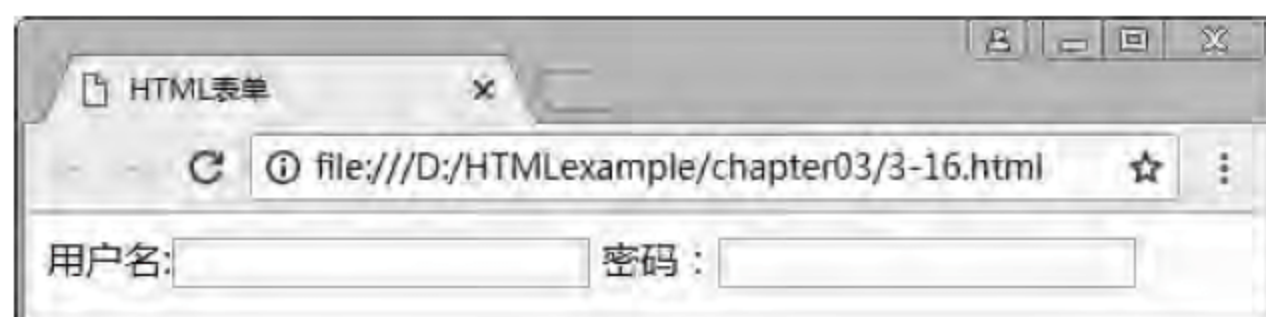 HTML表单
file:///D:/HTMLexample/chapter03/3-16.html
用户名: 密码：